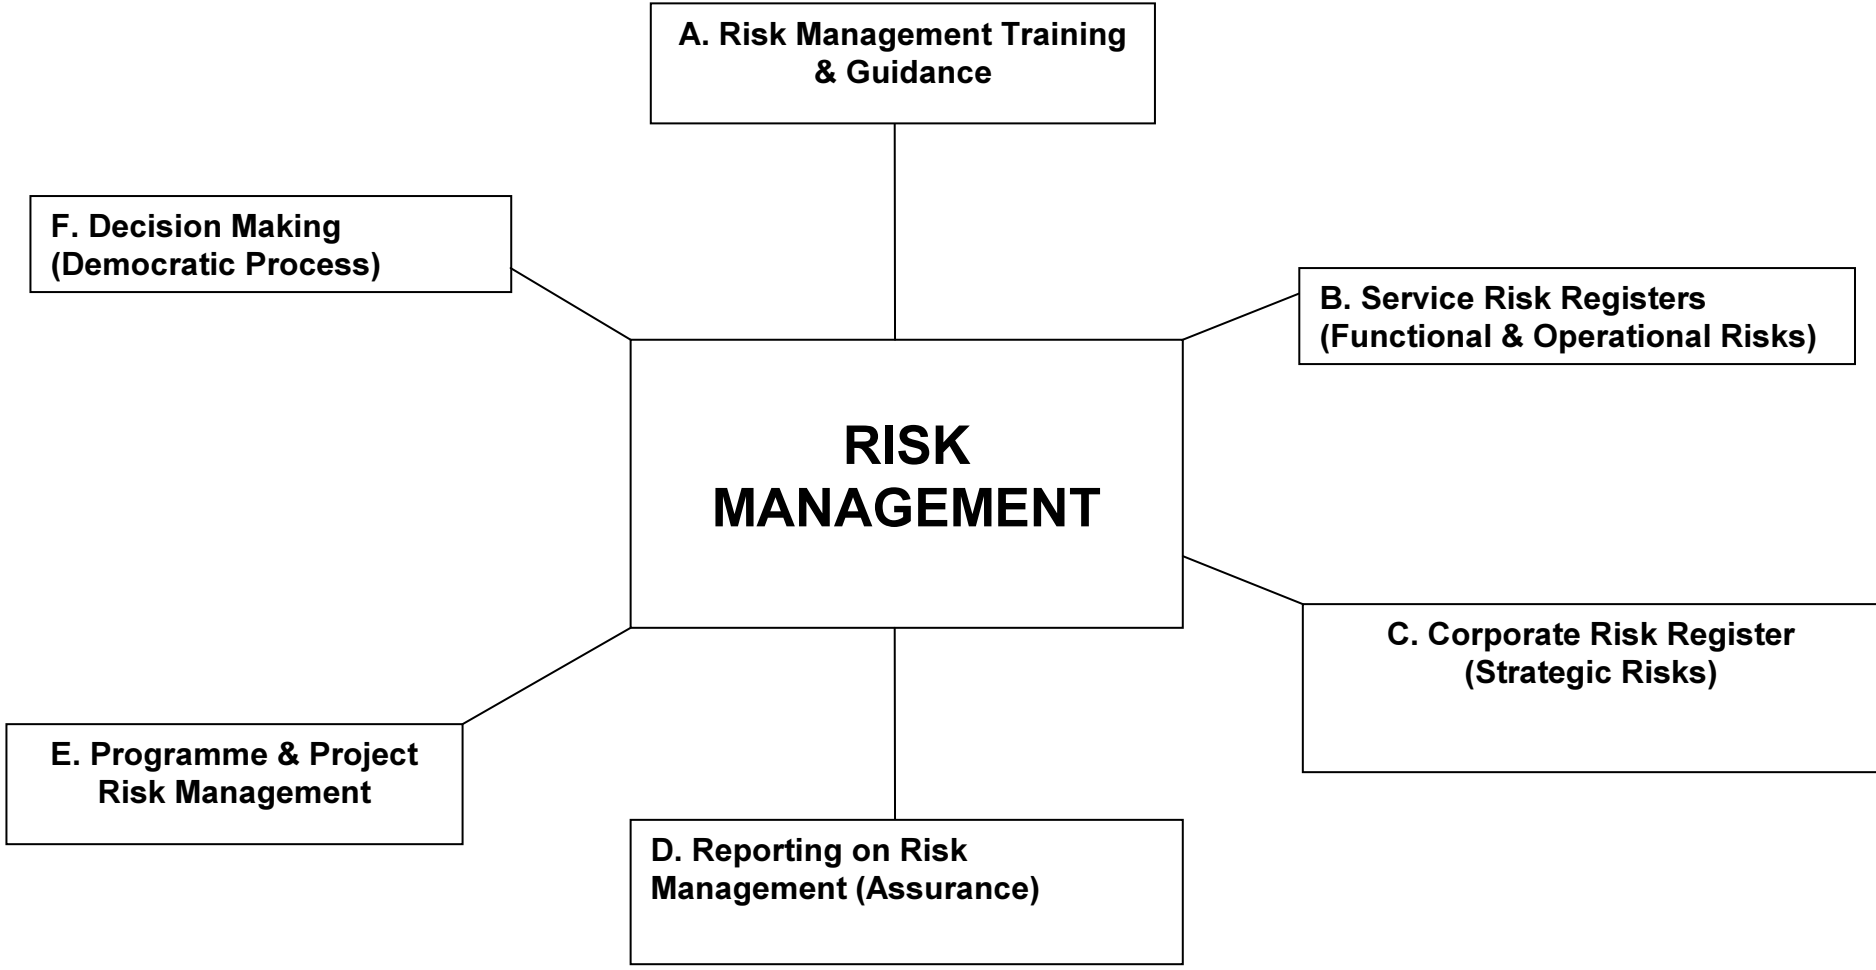 A. Risk Management Training
& Guidance
F. Decision Making
(Democratic Process)
B. Service Risk Registers
(Functional & Operational Risks)
RISK
MANAGEMENT
C. Corporate Risk Register
(Strategic Risks)
E. Programme & Project
Risk Management
D. Reporting on Risk
Management (Assurance)